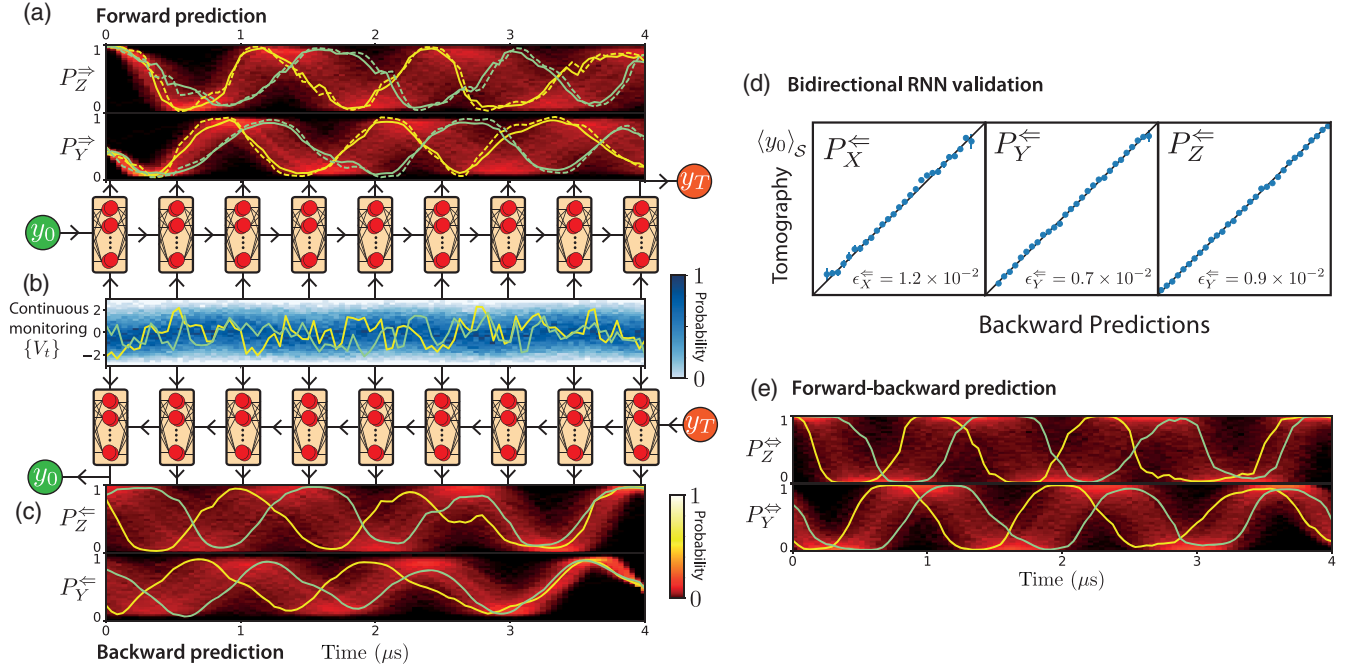 (a) Forward prediction
1
P_Z^⇒
0
1
P_Y^⇒
0
0 1 2 3 4
y_T
y_0
(b)
Continuous
monitoring
{V_t}
2
0
−2
1
Probability
0
y_T
y_0
(c)
1
P_Z^⇐
0
1
P_Y^⇐
0
0 1 2 3 4
1
Probability
0
Backward prediction Time (μs)
(d) Bidirectional RNN validation
⟨y_0⟩_S
Tomography
P_X^⇐ P_Y^⇐ P_Z^⇐
ϵ_X^⇐ = 1.2 × 10^−2 ϵ_Y^⇐ = 0.7 × 10^−2 ϵ_Y^⇐ = 0.9 × 10^−2
Backward Predictions
(e) Forward-backward prediction
1
P_Z^⇔
0
1
P_Y^⇔
0
0 1 2 3 4
Time (μs)